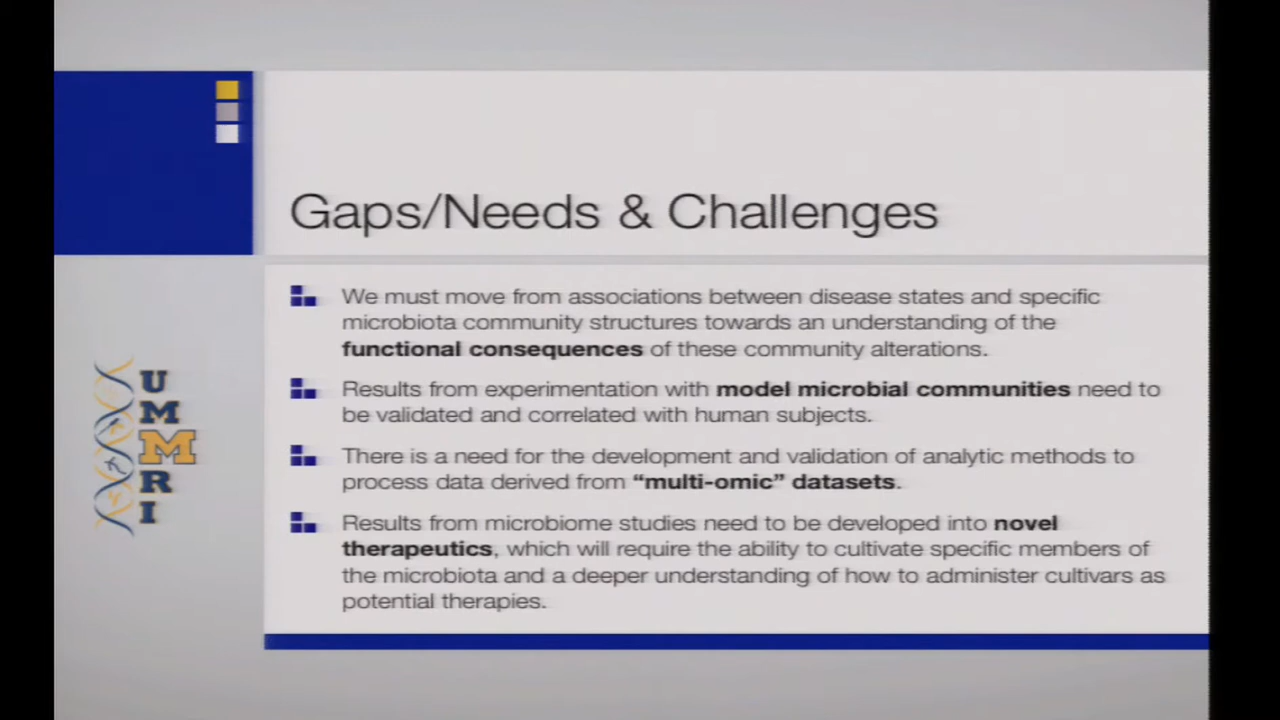 Gaps/Needs & Challenges
We must move from associations between disease states and specific
microbiota community structures towards an understanding of the
functional consequences of these community alterations.
Results from experimentation with model microbial communities need to
be validated and correlated with human subjects.
There is a need for the development and validation of analytic methods to
process data derived from “multi-omic” datasets.
Results from microbiome studies need to be developed into novel
therapeutics, which will require the ability to cultivate specific members of
the microbiota and a deeper understanding of how to administer cultivars as
potential therapies.
U
M
M
R
I